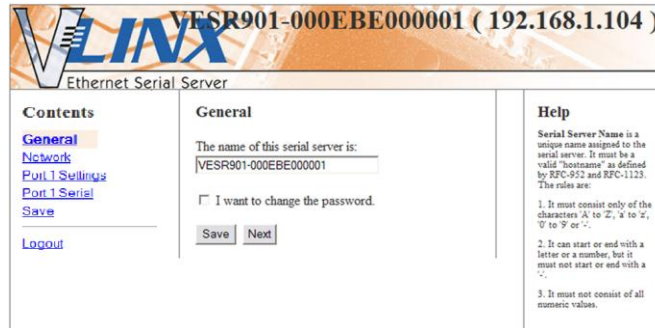 VESR901-000EBE000001 ( 192.168.1.104 )
VLINX
Ethernet Serial Server
Contents
General
Network
Port 1 Settings
Port 1 Serial
Save
Logout
General
The name of this serial server is:
VESR901-000EBE000001
I want to change the password.
Save Next
Help
Serial Server Name is a
unique name assigned to the
serial server. It must be a
valid "hostname" as defined
by RFC-952 and RFC-1123.
The rules are:
1. It must consist only of the
characters 'A' to 'Z', 'a' to 'z',
'0' to '9' or '-'.
2. It can start or end with a
letter or a number, but it
must not start or end with a
'-'.
3. It must not consist of all
numeric values.